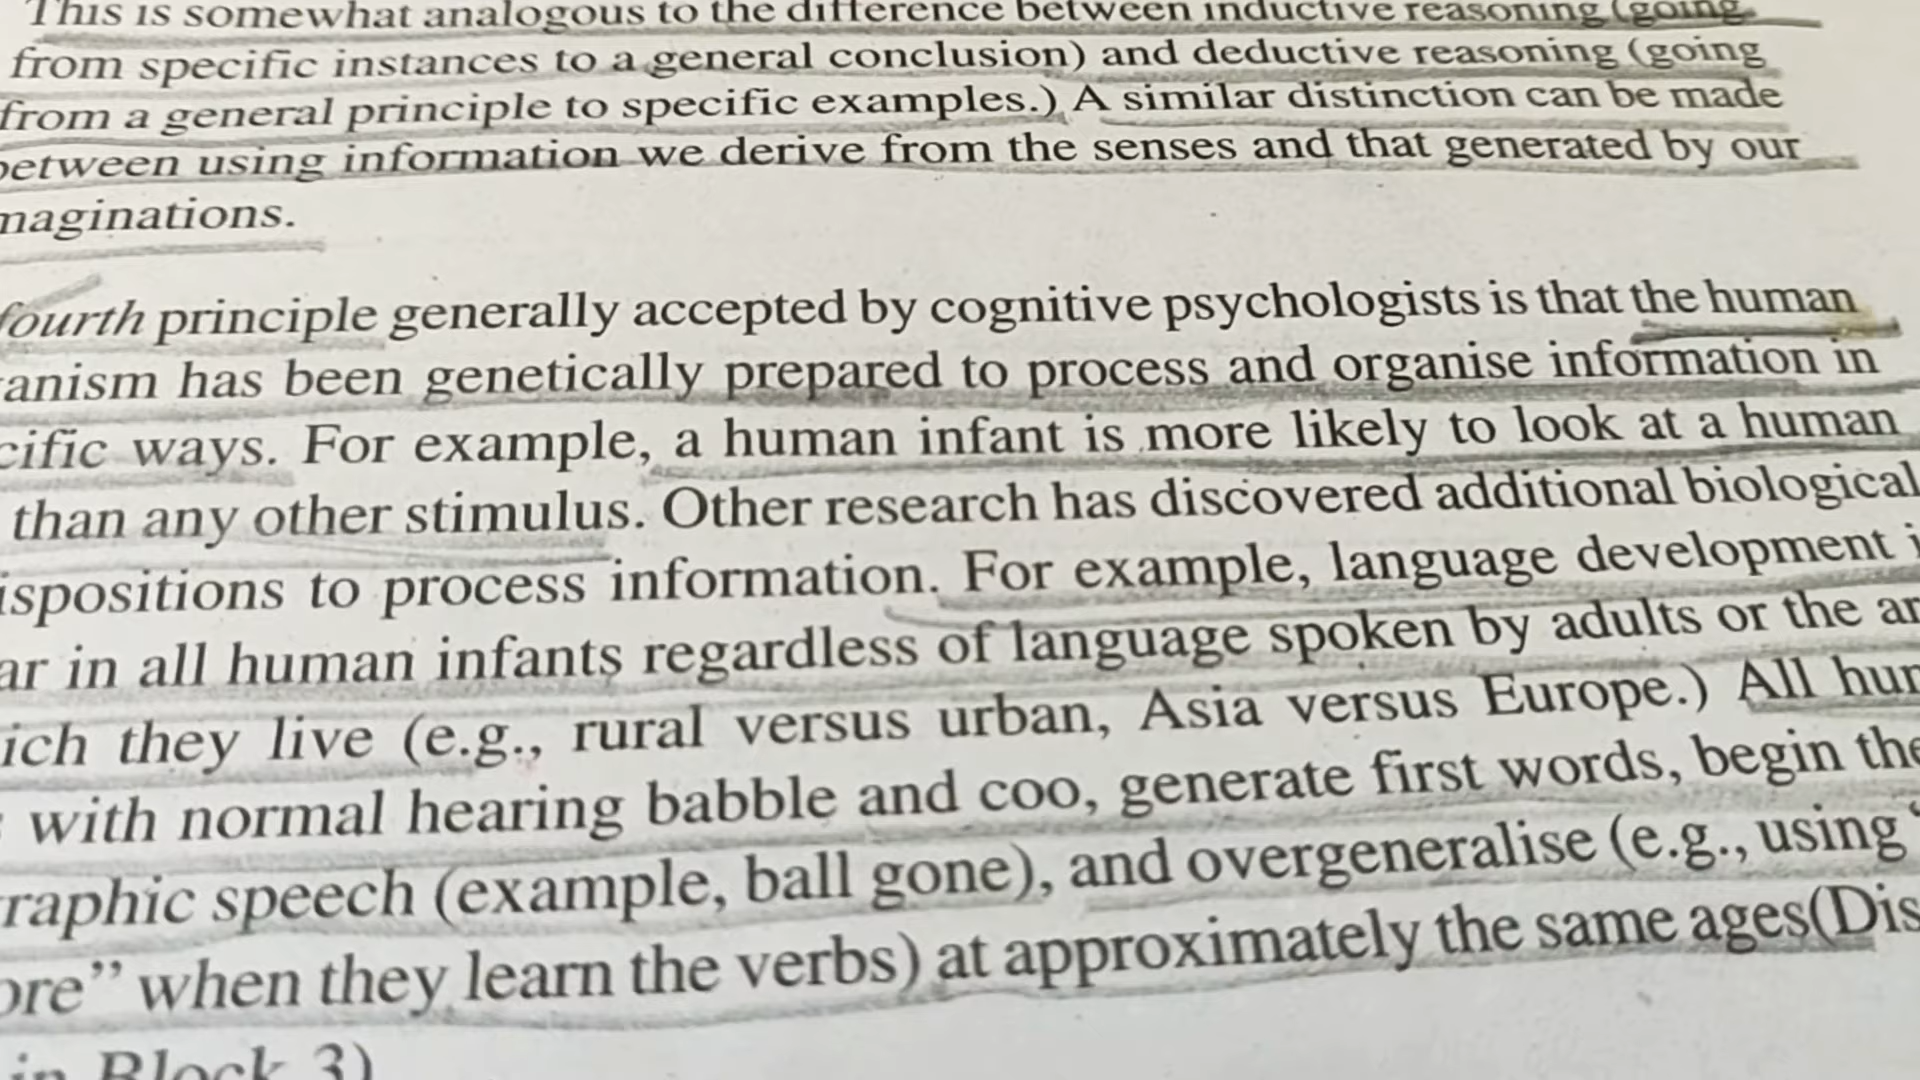 This is somewhat analogous to the difference between inductive reasoning (going
from specific instances to a general conclusion) and deductive reasoning (going
from a general principle to specific examples.) A similar distinction can be made
between using information we derive from the senses and that generated by our
maginations.
fourth principle generally accepted by cognitive psychologists is that the human
anism has been genetically prepared to process and organise information in
cific ways. For example, a human infant is more likely to look at a human
than any other stimulus. Other research has discovered additional biological
ispositions to process information. For example, language development i
ar in all human infants regardless of language spoken by adults or the ar
ich they live (e.g., rural versus urban, Asia versus Europe.) All hum
with normal hearing babble and coo, generate first words, begin the
raphic speech (example, ball gone), and overgeneralise (e.g., using "
ore" when they learn the verbs) at approximately the same ages(Dis
in Block 3)